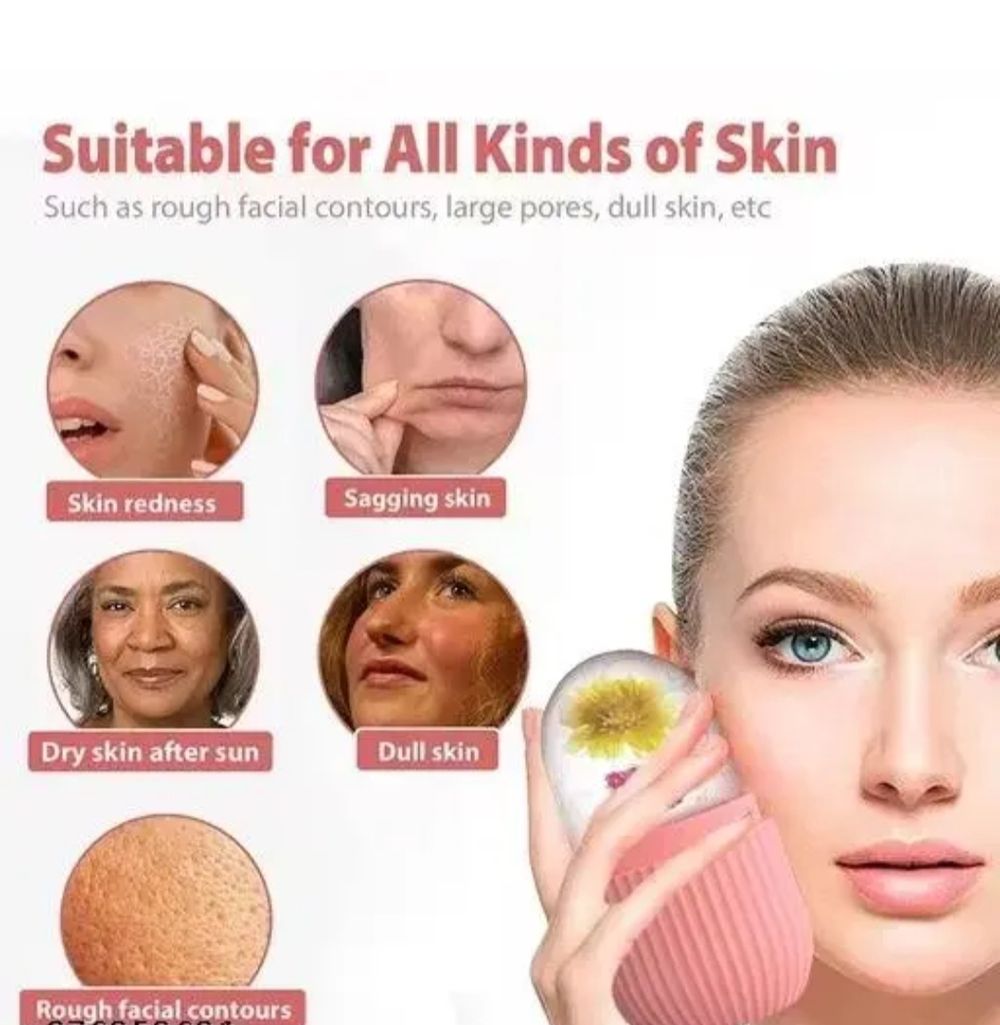 Suitable for All Kinds of Skin
Such as rough facial contours, large pores, dull skin, etc
Skin redness
Sagging skin
Dry skin after sun
Dull skin
Rough facial contours